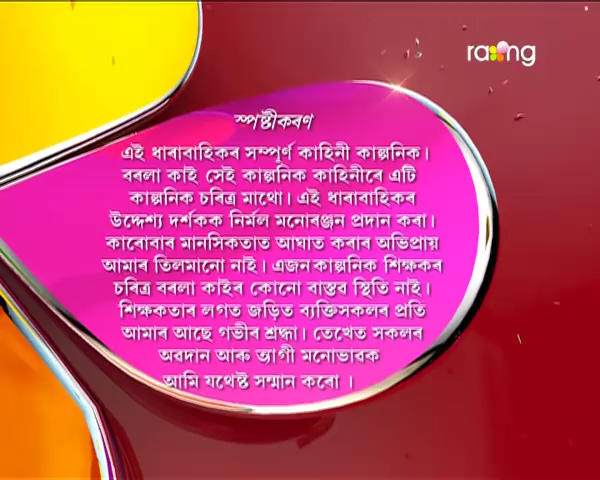 rang
স্পষ্টীকৰণ
এই ধাৰাবাহিকৰ সম্পূৰ্ণ কাহিনী কাল্পনিক।
বৰলা কাই সেই কাল্পনিক কাহিনীৰে এটি
কাল্পনিক চৰিত্ৰ মাথো। এই ধাৰাবাহিকৰ
উদ্দেশ্য দৰ্শকক নিৰ্মল মনোৰঞ্জন প্ৰদান কৰা।
কাৰোবাৰ মানসিকতাত আঘাত কৰাৰ অভিপ্ৰায়
আমাৰ তিলমানো নাই। এজন কাল্পনিক শিক্ষকৰ
চৰিত্ৰ বৰলা কাইৰ কোনো বাস্তৱ স্থিতি নাই।
শিক্ষকতাৰ লগত জড়িত ব্যক্তিসকলৰ প্ৰতি
আমাৰ আছে গভীৰ শ্ৰদ্ধা। তেখেত সকলৰ
অৱদান আৰু ত্যাগী মনোভাৱক
আমি যথেষ্ট সন্মান কৰো ।